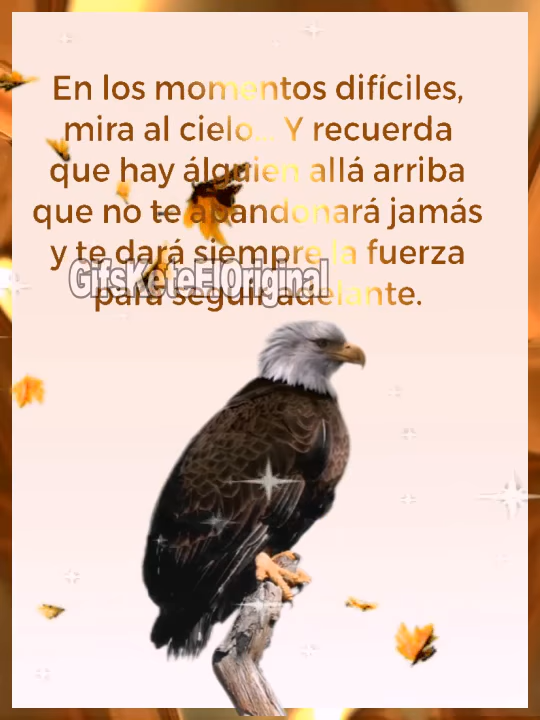 En los momentos difíciles,
mira al cielo... Y recuerda
que hay álguien allá arriba
que no te abandonará jamás
y te dará siempre la fuerza
GifsKeteElOriginal
para seguir adelante.